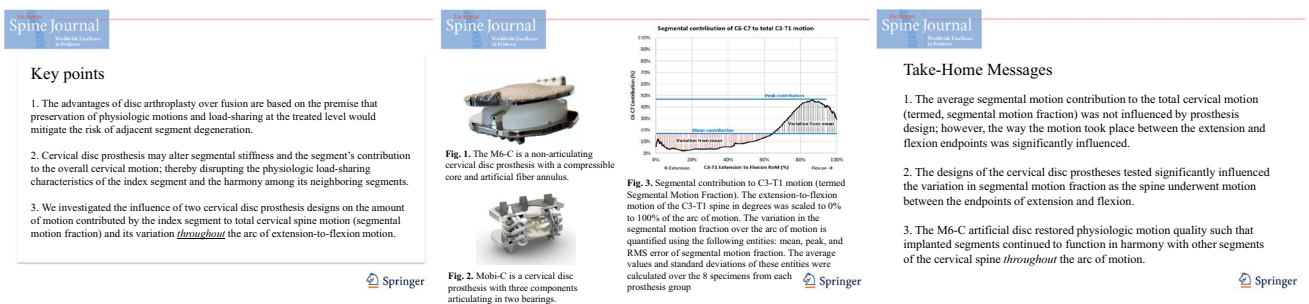 European
Spine Journal
Worldwide Excellence
in Evidence
Key points
1. The advantages of disc arthroplasty over fusion are based on the premise that
preservation of physiologic motions and load-sharing at the treated level would
mitigate the risk of adjacent segment degeneration.
2. Cervical disc prosthesis may alter segmental stiffness and the segment's contribution
to the overall cervical motion; thereby disrupting the physiologic load-sharing
characteristics of the index segment and the harmony among its neighboring segments.
3. We investigated the influence of two cervical disc prosthesis designs on the amount
of motion contributed by the index segment to total cervical spine motion (segmental
motion fraction) and its variation throughout the arc of extension-to-flexion motion.
Springer
European
Spine Journal
Worldwide Excellence
in Evidence
Fig. 1. The M6-C is a non-articulating
cervical disc prosthesis with a compressible
core and artificial fiber annulus.
Fig. 2. Mobi-C is a cervical disc
prosthesis with three components
articulating in two bearings.
Segmental contribution of C6-C7 to total C3-T1 motion
C6-C7 Contribution (%)
100%
90%
80%
70%
60%
50%
40%
30%
20%
10%
0%
Peak contribution
Mean contribution
Variation from mean
Variation from mean
0% 20% 40% 60% 80% 100%
Extension C3-T1 Extension to Flexion RoM (%) Flexion
Fig. 3. Segmental contribution to C3-T1 motion (termed
Segmental Motion Fraction). The extension-to-flexion
motion of the C3-T1 spine in degrees was scaled to 0%
to 100% of the arc of motion. The variation in the
segmental motion fraction over the arc of motion is
quantified using the following entities: mean, peak, and
RMS error of segmental motion fraction. The average
values and standard deviations of these entities were
calculated over the 8 specimens from each
prosthesis group
Springer
European
Spine Journal
Worldwide Excellence
in Evidence
Take-Home Messages
1. The average segmental motion contribution to the total cervical motion
(termed, segmental motion fraction) was not influenced by prosthesis
design; however, the way the motion took place between the extension and
flexion endpoints was significantly influenced.
2. The designs of the cervical disc prostheses tested significantly influenced
the variation in segmental motion fraction as the spine underwent motion
between the endpoints of extension and flexion.
3. The M6-C artificial disc restored physiologic motion quality such that
implanted segments continued to function in harmony with other segments
of the cervical spine throughout the arc of motion.
Springer